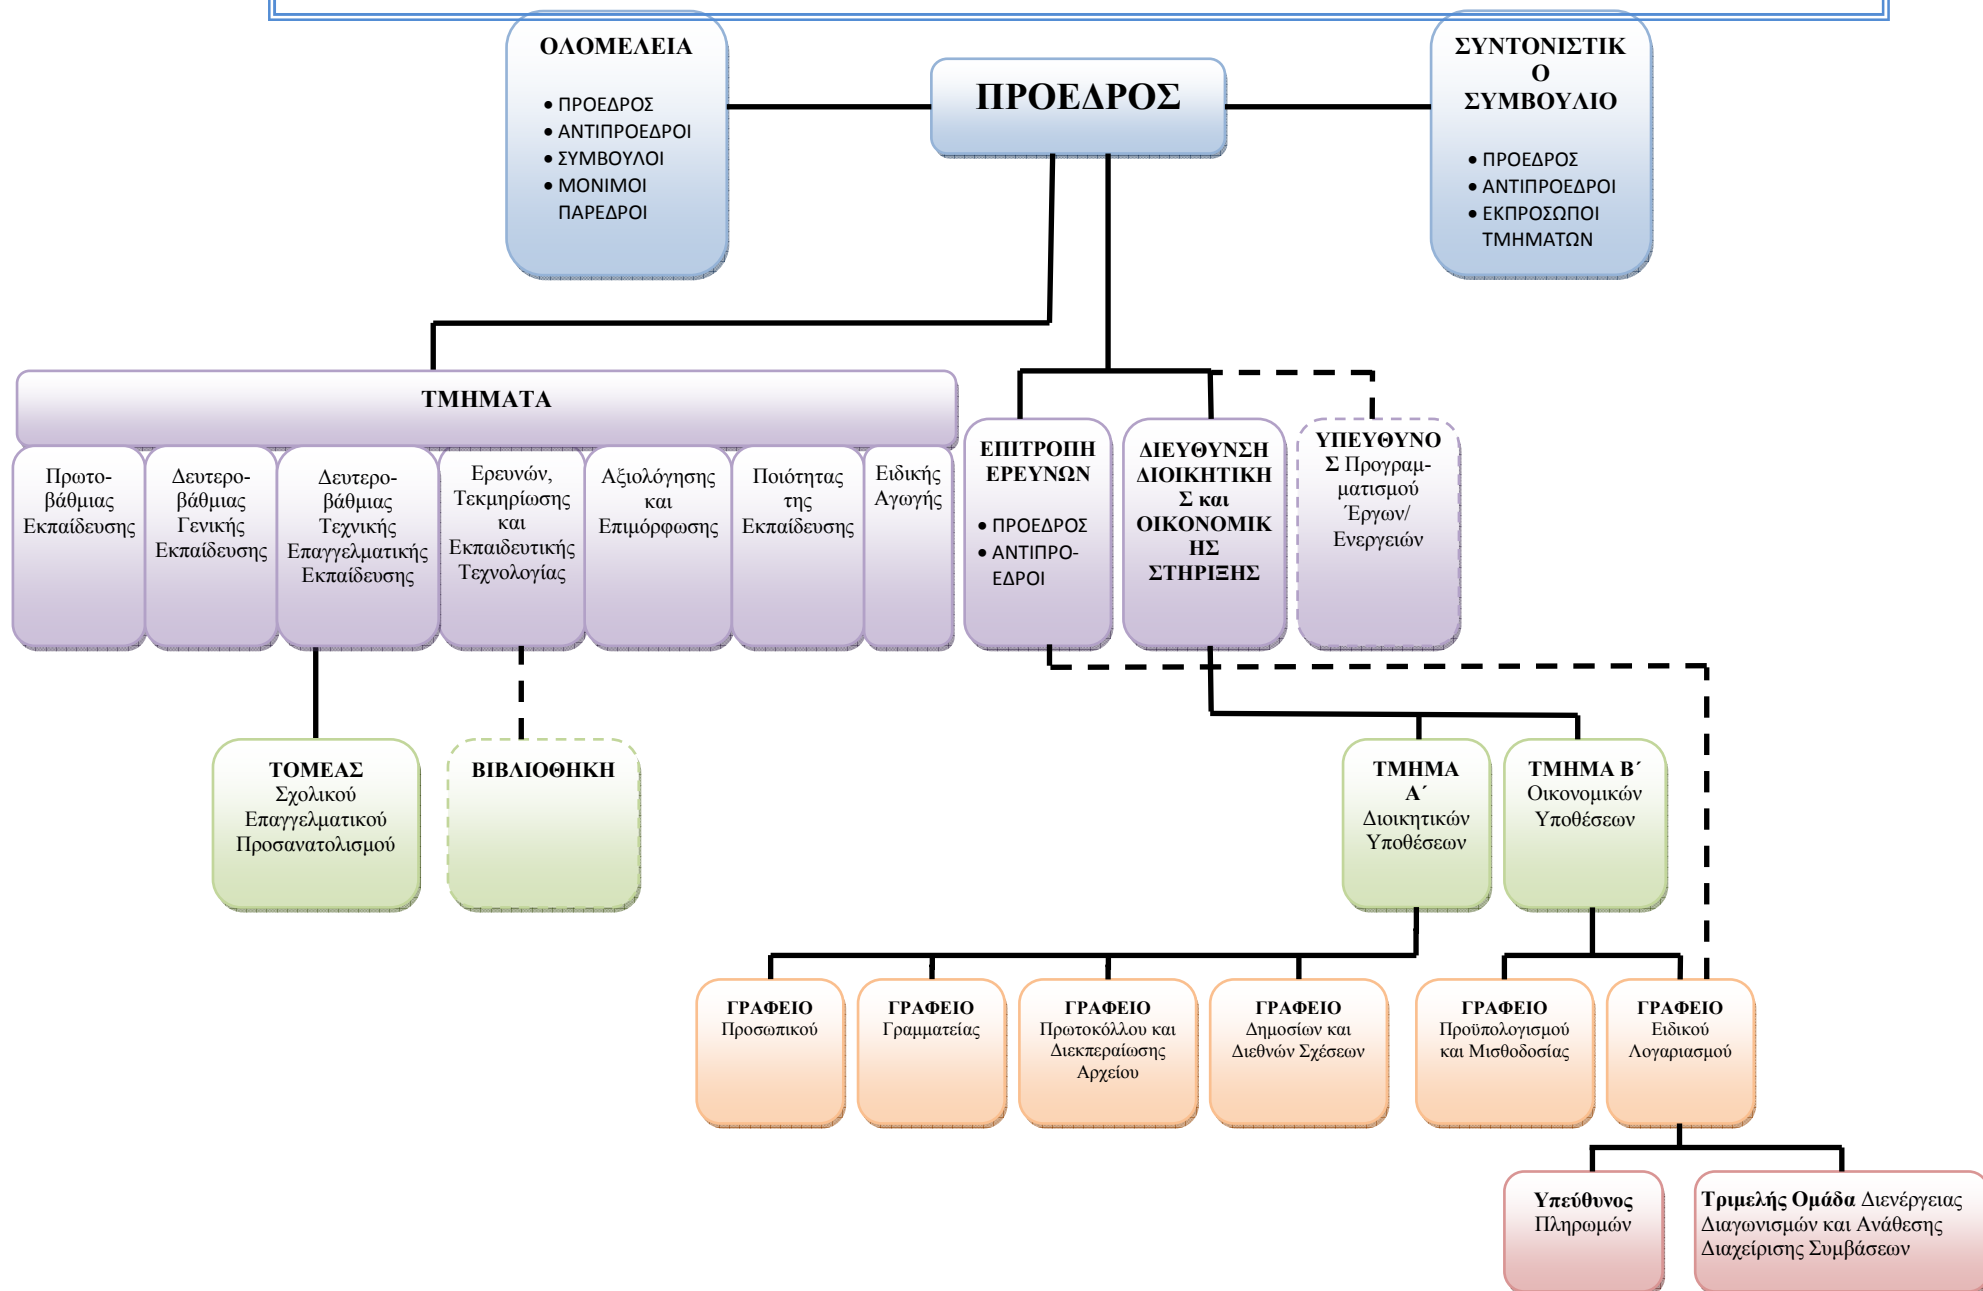 ΟΛΟΜΕΛΕΙΑ
• ΠΡΟΕΔΡΟΣ
• ΑΝΤΙΠΡΟΕΔΡΟΙ
• ΣΥΜΒΟΥΛΟΙ
• ΜΟΝΙΜΟΙ
ΠΑΡΕΔΡΟΙ
ΠΡΟΕΔΡΟΣ
ΣΥΝΤΟΝΙΣΤΙΚ
Ο
ΣΥΜΒΟΥΛΙΟ
• ΠΡΟΕΔΡΟΣ
• ΑΝΤΙΠΡΟΕΔΡΟΙ
• ΕΚΠΡΟΣΩΠΟΙ
ΤΜΗΜΑΤΩΝ
ΤΜΗΜΑΤΑ
Πρωτο-
βάθμιας
Εκπαίδευσης
Δευτερο-
βάθμιας
Γενικής
Εκπαίδευσης
Δευτερο-
βάθμιας
Τεχνικής
Επαγγελματικής
Εκπαίδευσης
Ερευνών,
Τεκμηρίωσης
και
Εκπαιδευτικής
Τεχνολογίας
Αξιολόγησης
και
Επιμόρφωσης
Ποιότητας
της
Εκπαίδευσης
Ειδικής
Αγωγής
ΕΠΙΤΡΟΠΗ
ΕΡΕΥΝΩΝ
• ΠΡΟΕΔΡΟΣ
• ΑΝΤΙΠΡΟ-
ΕΔΡΟΙ
ΔΙΕΥΘΥΝΣΗ
ΔΙΟΙΚΗΤΙΚΗ
Σ και
ΟΙΚΟΝΟΜΙΚ
ΗΣ
ΣΤΗΡΙΞΗΣ
ΥΠΕΥΘΥΝΟ
Σ Προγραμ-
ματισμού
Έργων/
Ενεργειών
ΤΟΜΕΑΣ
Σχολικού
Επαγγελματικού
Προσανατολισμού
ΒΙΒΛΙΟΘΗΚΗ
ΤΜΗΜΑ
Α΄
Διοικητικών
Υποθέσεων
ΤΜΗΜΑ Β΄
Οικονομικών
Υποθέσεων
ΓΡΑΦΕΙΟ
Προσωπικού
ΓΡΑΦΕΙΟ
Γραμματείας
ΓΡΑΦΕΙΟ
Πρωτοκόλλου και
Διεκπεραίωσης
Αρχείου
ΓΡΑΦΕΙΟ
Δημοσίων και
Διεθνών Σχέσεων
ΓΡΑΦΕΙΟ
Προϋπολογισμού
και Μισθοδοσίας
ΓΡΑΦΕΙΟ
Ειδικού
Λογαριασμού
Υπεύθυνος
Πληρωμών
Τριμελής Ομάδα Διενέργειας
Διαγωνισμών και Ανάθεσης
Διαχείρισης Συμβάσεων